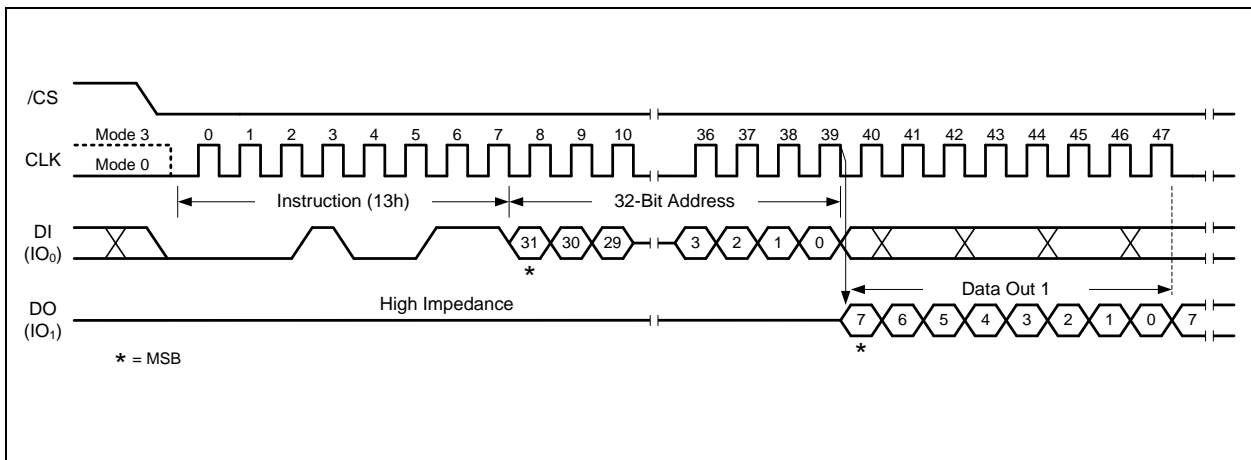 /CS
Mode 3 0 1 2 3 4 5 6 7 8 9 10 36 37 38 39 40 41 42 43 44 45 46 47
CLK
Mode 0
Instruction (13h) 32-Bit Address
DI
(IO₀)
31 30 29 3 2 1 0
*
High Impedance
Data Out 1
DO
(IO₁)
7 6 5 4 3 2 1 0 7
*
* = MSB